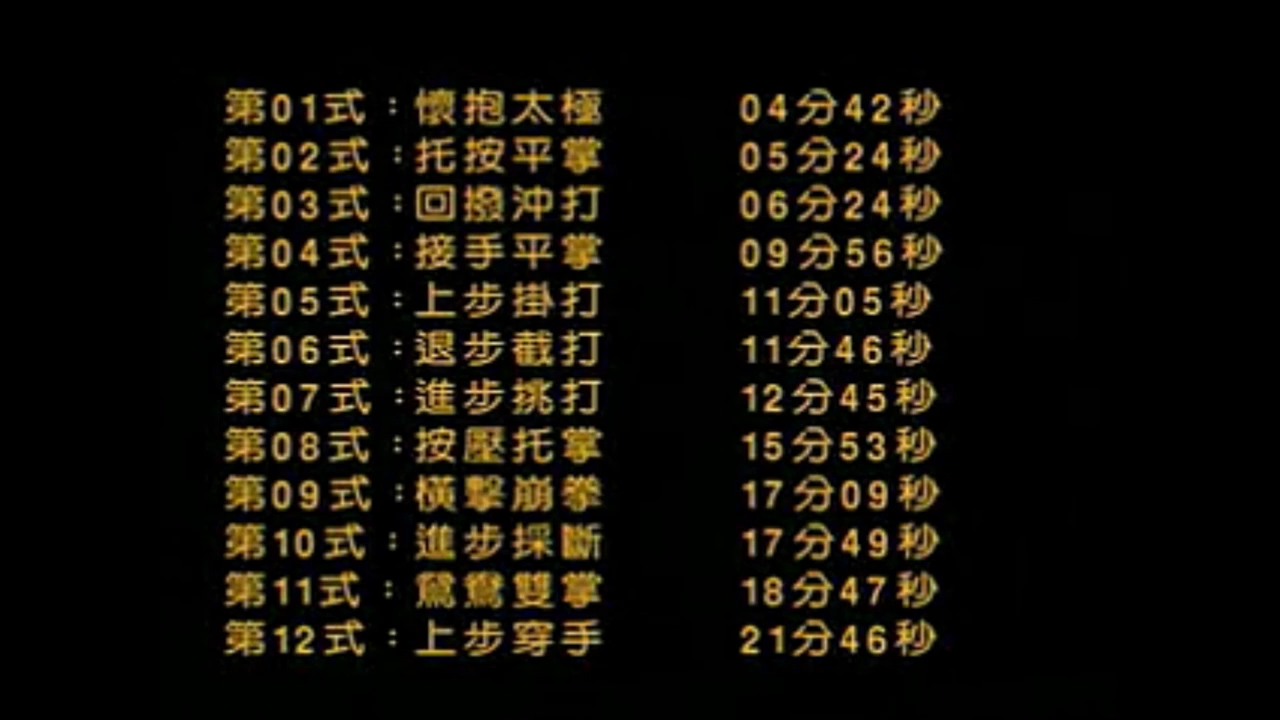 第01式：懷抱太極 04分42秒
第02式：托按平掌 05分24秒
第03式：回撥沖打 06分24秒
第04式：接手平掌 09分56秒
第05式：上步掛打 11分05秒
第06式：退步截打 11分46秒
第07式：進步挑打 12分45秒
第08式：按壓托掌 15分53秒
第09式：橫擊崩拳 17分09秒
第10式：進步採斷 17分49秒
第11式：鴛鴦雙掌 18分47秒
第12式：上步穿手 21分46秒